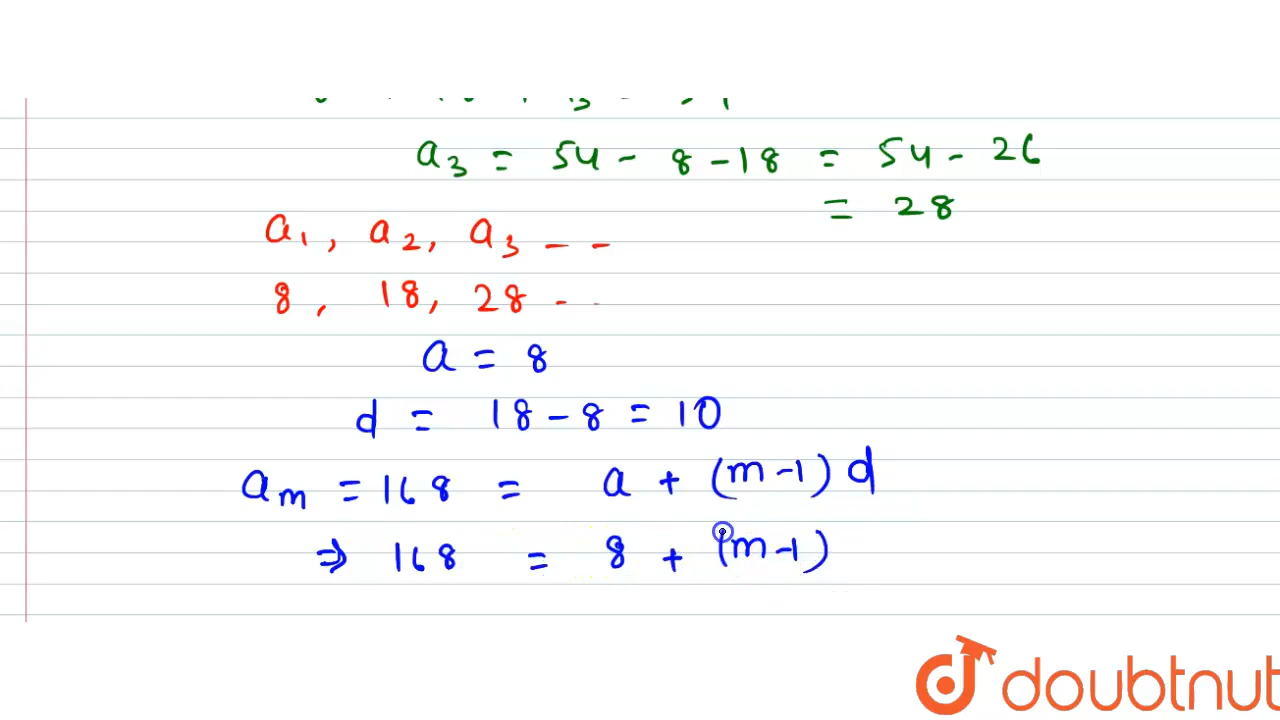 a3 = 54 - 8 - 18 = 54 - 26
= 28
a1, a2, a3 - -
8, 18, 28 - -
a = 8
d = 18 - 8 = 10
am = 168 = a + (m-1) d
⇒ 168 = 8 + (m-1)
doubtnut